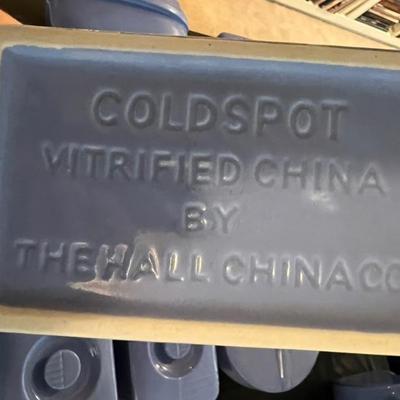 COLDSPOT
VITRIFIED CHINA
BY
THE HALL CHINA CO